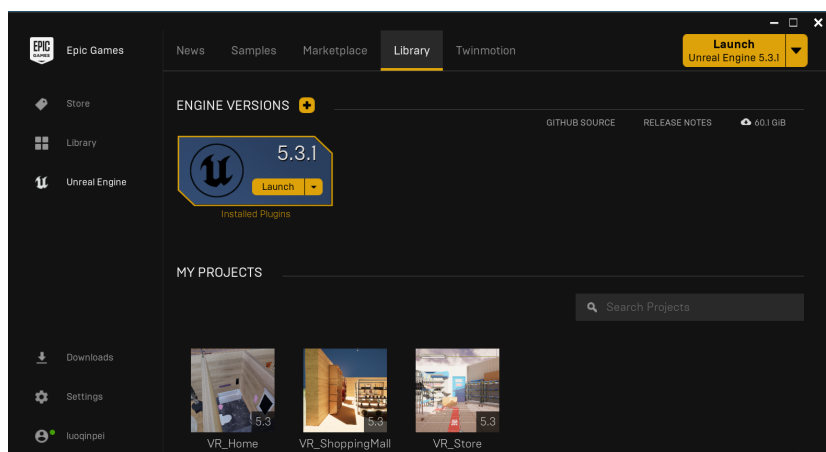 EPIC
GAMES
Epic Games
News
Samples
Marketplace
Library
Twinmotion
Launch
Unreal Engine 5.3.1
Store
Library
Unreal Engine
ENGINE VERSIONS
GITHUB SOURCE
RELEASE NOTES
60.1 GiB
5.3.1
Launch
Installed Plugins
MY PROJECTS
Search Projects
5.3
5.3
5.3
VR_Home
VR_ShoppingMall
VR_Store
Downloads
Settings
luoqinpei